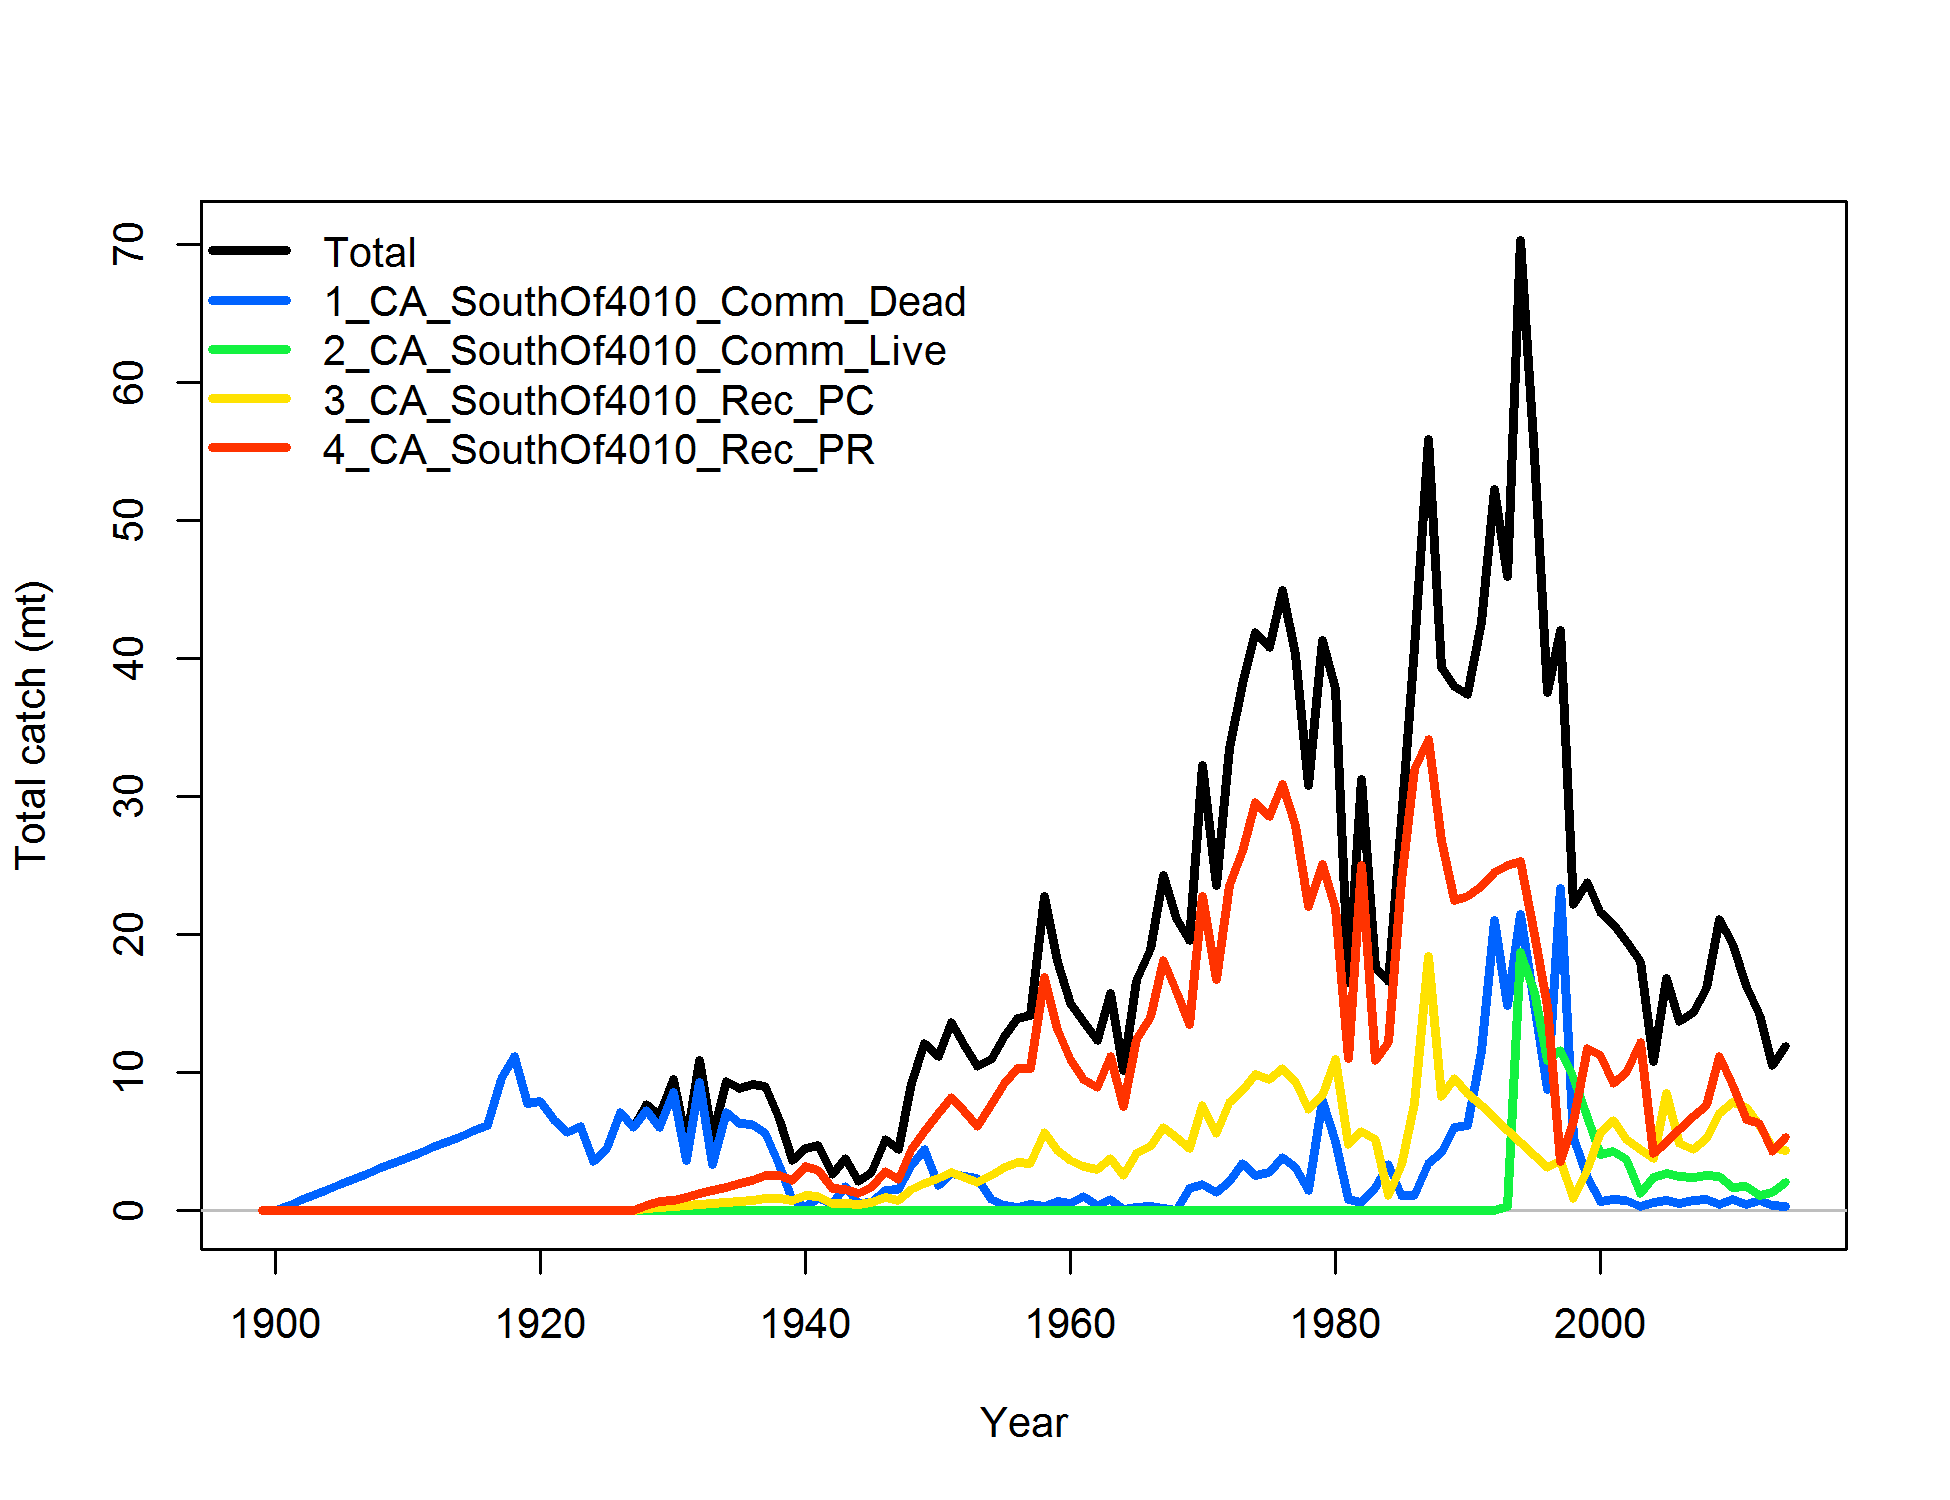 Total
1_CA_SouthOf4010_Comm_Dead
2_CA_SouthOf4010_Comm_Live
3_CA_SouthOf4010_Rec_PC
4_CA_SouthOf4010_Rec_PR
70
60
50
40
30
20
10
0
Total catch (mt)
1900 1920 1940 1960 1980 2000
Year